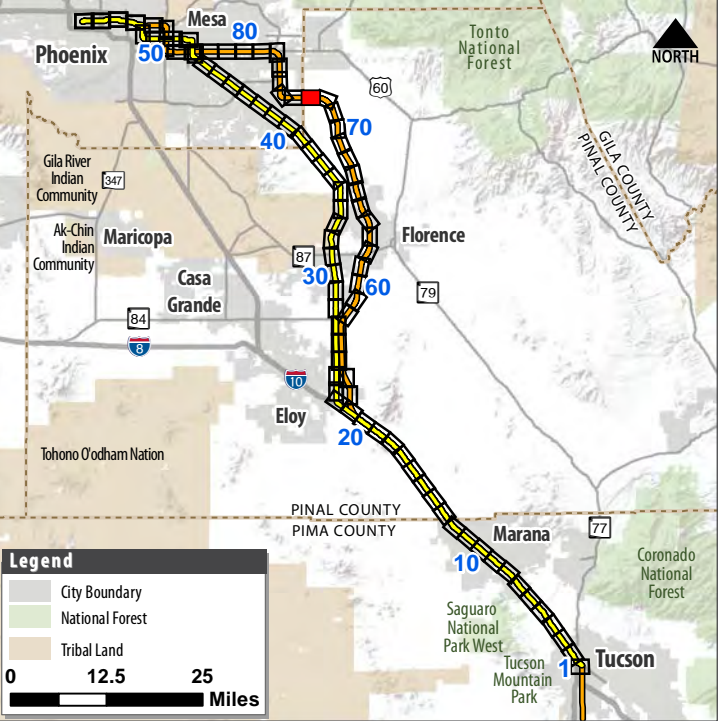 Mesa
80
Phoenix
50
Tonto
National
Forest
NORTH
60
70
40
GILA COUNTY
PINAL COUNTY
Gila River
Indian
Community
347
Ak-Chin
Indian
Community
Maricopa
Florence
87
30
60
Casa
Grande
79
84
8
10
Eloy
20
Tohono O'odham Nation
PINAL COUNTY
PIMA COUNTY
Marana
77
10
Coronado
National
Forest
Saguaro
National
Park West
Tucson
Mountain
Park
1
Tucson
Legend
City Boundary
National Forest
Tribal Land
0 12.5 25
Miles